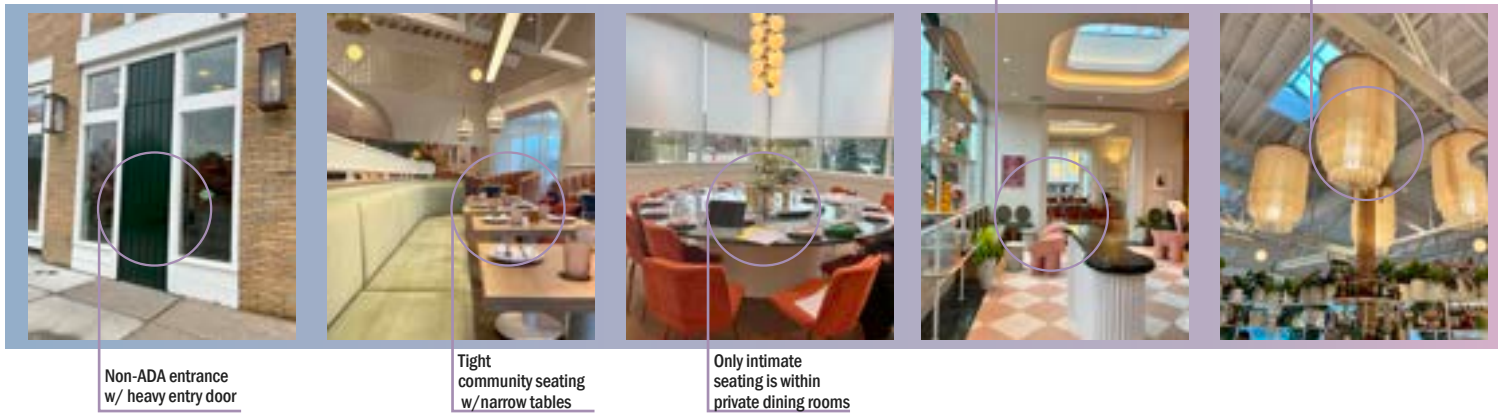 Non-ADA entrance
w/ heavy entry door
Tight
community seating
w/narrow tables
Only intimate
seating is within
private dining rooms